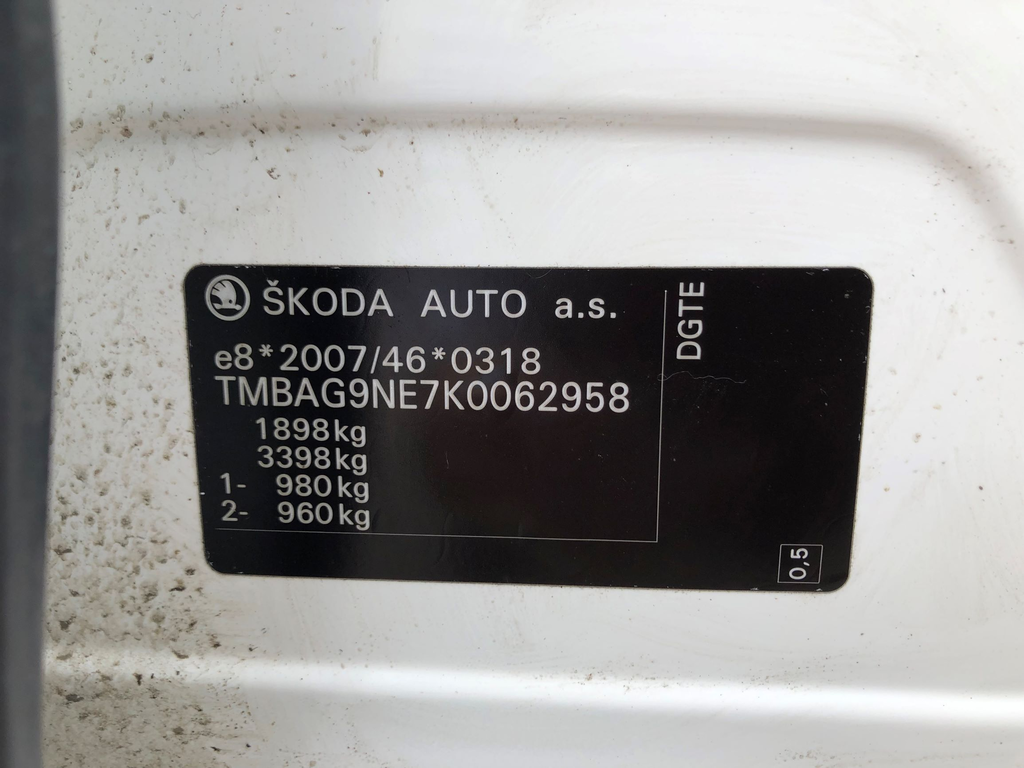 ŠKODA AUTO a.s.
e8*2007/46*0318
TMBAG9NE7K0062958
1898kg
3398kg
1- 980kg
2- 960kg
DGTE
0,5